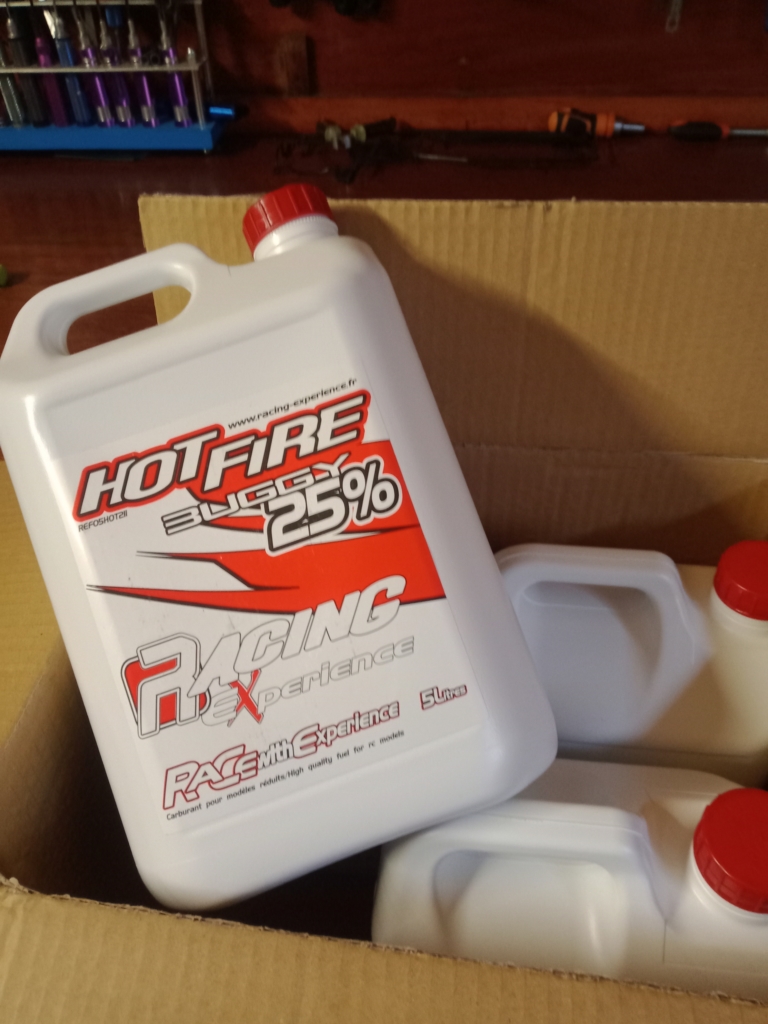 www.racing-experience.fr
HOTFIRE
BUGGY
25%
RACING
EXperience
5Litres
RACE with Experience
Carburant pour modèles réduits/High quality fuel for rc models